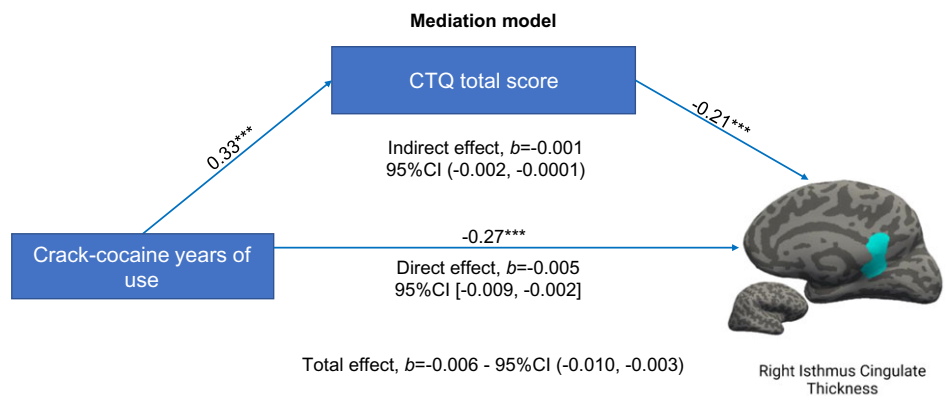 Mediation model
CTQ total score
0.33***
-0.21***
Indirect effect, b=-0.001
95%CI (-0.002, -0.0001)
Crack-cocaine years of
use
-0.27***
Direct effect, b=-0.005
95%CI [-0.009, -0.002]
Total effect, b=-0.006 - 95%CI (-0.010, -0.003)
Right Isthmus Cingulate
Thickness